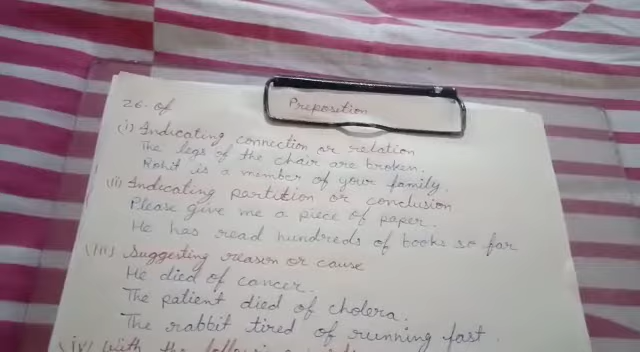 Preposition
26- of
(i) Indicating connection or relation
The legs of the chair are broken.
Rohit is a member of your family.
(ii) Indicating partition or conclusion
Please give me a piece of paper.
He has read hundreds of books so far
(iii) Suggesting reason or cause
He died of cancer.
The patient died of cholera.
The rabbit tired of running fast.
(iv) With the